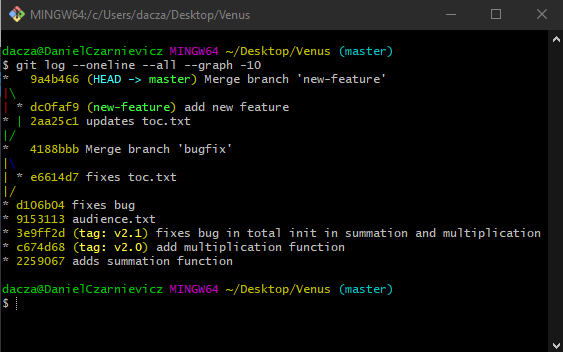 MINGW64:/c/Users/dacza/Desktop/Venus
dacza@DanielCzarnievicz MINGW64 ~/Desktop/Venus (master)
$ git log --oneline --all --graph -10
*   9a4b466 (HEAD -> master) Merge branch 'new-feature'
|\
| * dc0faf9 (new-feature) add new feature
* | 2aa25c1 updates toc.txt
|/
*   4188bbb Merge branch 'bugfix'
|\
| * e6614d7 fixes toc.txt
|/
* d106b04 fixes bug
* 9153113 audience.txt
* 3e9ff2d (tag: v2.1) fixes bug in total init in summation and multiplication
* c674d68 (tag: v2.0) add multiplication function
* 2259067 adds summation function
dacza@DanielCzarnievicz MINGW64 ~/Desktop/Venus (master)
$